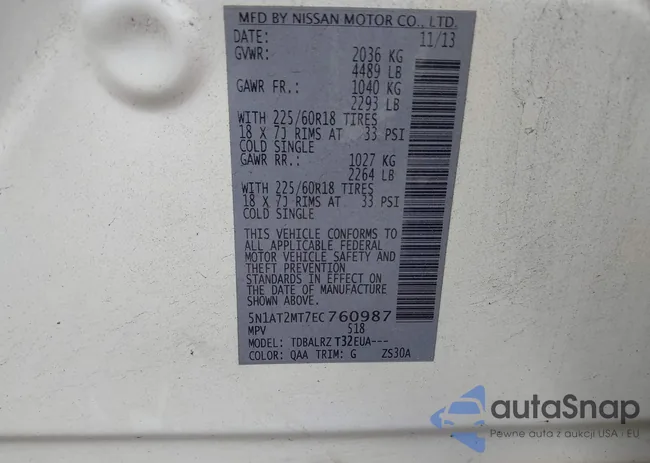 MFD BY NISSAN MOTOR CO., LTD.
DATE: 11/13
GVWR: 2036 KG
4489 LB
GAWR FR.: 1040 KG
2293 LB
WITH 225/60R18 TIRES
18 X 7J RIMS AT 33 PSI
COLD SINGLE
GAWR RR.: 1027 KG
2264 LB
WITH 225/60R18 TIRES
18 X 7J RIMS AT 33 PSI
COLD SINGLE
THIS VEHICLE CONFORMS TO
ALL APPLICABLE FEDERAL
MOTOR VEHICLE SAFETY AND
THEFT PREVENTION
STANDARDS IN EFFECT ON
THE DATE OF MANUFACTURE
SHOWN ABOVE.
5N1AT2MT7EC760987
MPV 518
MODEL: TDBALRZ T32EUA---
COLOR: QAA TRIM: G ZS30A
autaSnap
Pewne auta z aukcji USA i EU